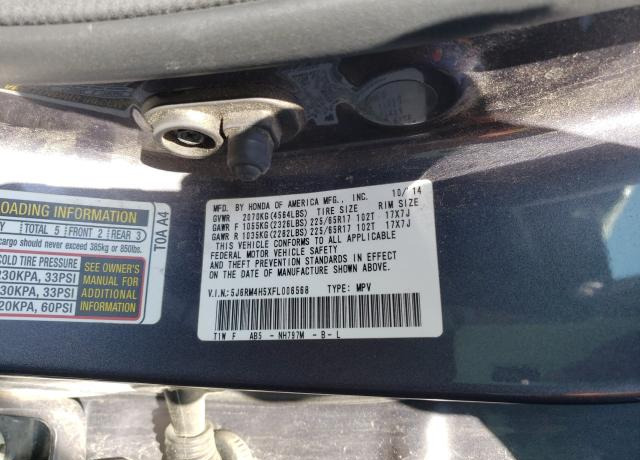 LOADING INFORMATION
TOTAL 5 FRONT 2 REAR 3
cargo should never exceed 385kg or 850lbs.
COLD TIRE PRESSURE
230KPA, 33PSI
230KPA, 33PSI
420KPA, 60PSI
SEE OWNER'S
MANUAL FOR
ADDITIONAL
INFORMATION
T0A A4
MFD. BY HONDA OF AMERICA MFG., INC. 10/14
GVWR 2070KG(4564LBS) TIRE SIZE RIM SIZE
GAWR F 1055KG(2326LBS) 225/65R17 102T 17X7J
GAWR R 1035KG(2282LBS) 225/65R17 102T 17X7J
THIS VEHICLE CONFORMS TO ALL APPLICABLE
FEDERAL MOTOR VEHICLE SAFETY
AND THEFT PREVENTION STANDARDS IN EFFECT ON
THE DATE OF MANUFACTURE SHOWN ABOVE.
V.I.N.:5J6RM4H5XFL006568 TYPE: MPV
TIW F AB5 - NH797M - B - L